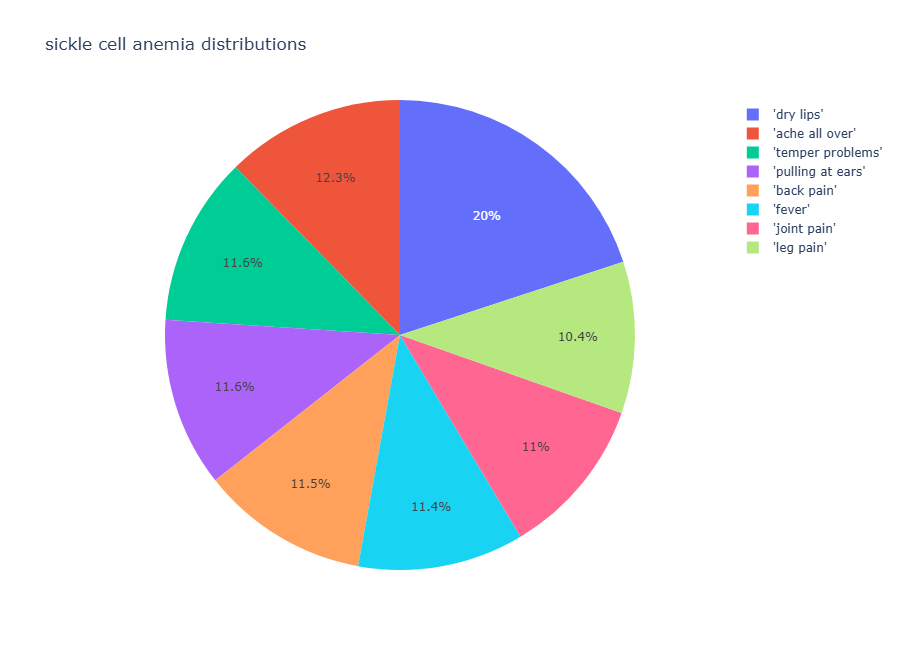 sickle cell anemia distributions
12.3%
20%
11.6%
10.4%
11.6%
11%
11.5%
11.4%
'dry lips'
'ache all over'
'temper problems'
'pulling at ears'
'back pain'
'fever'
'joint pain'
'leg pain'